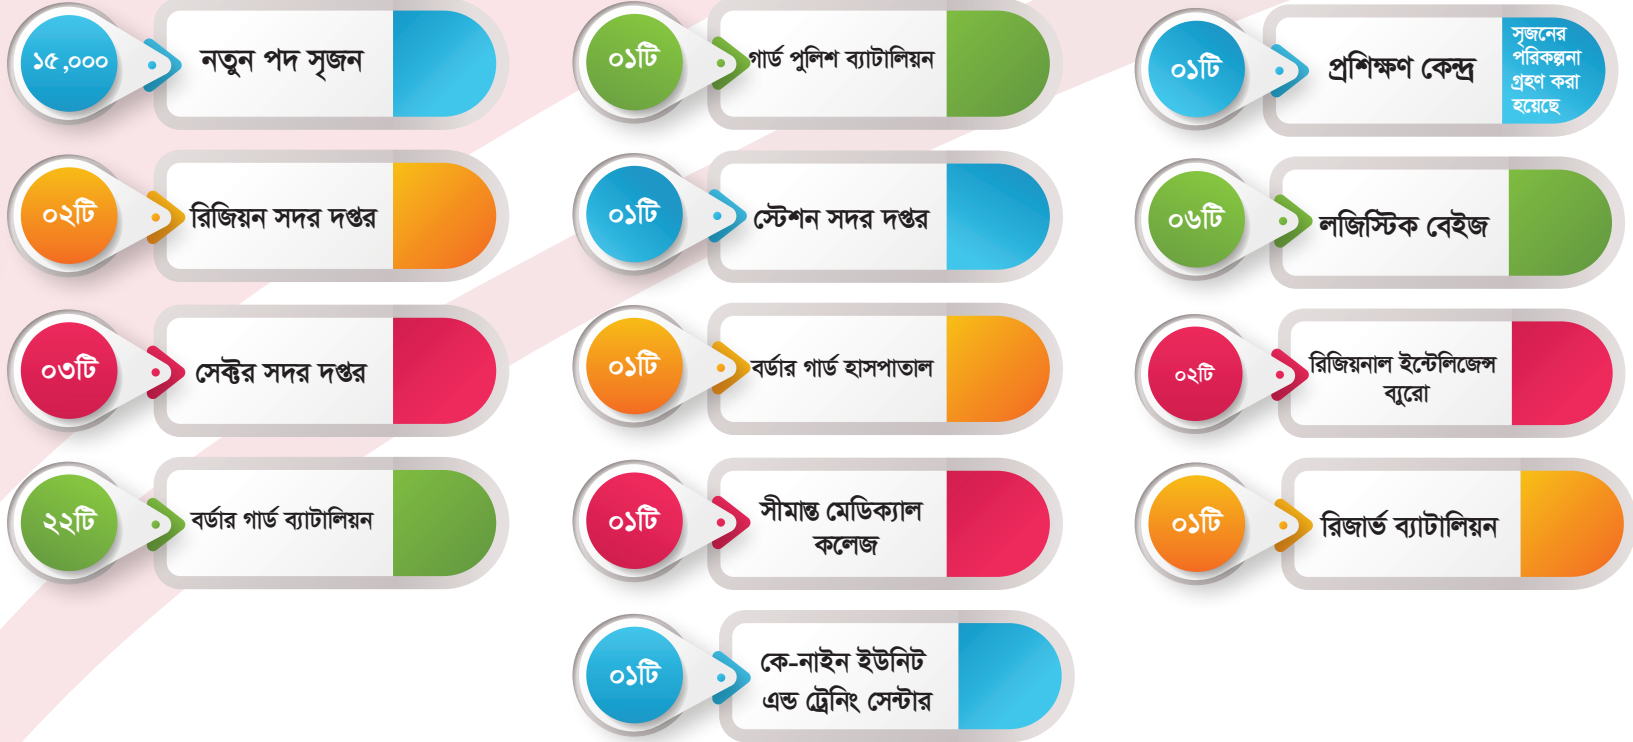 ১৫,০০০
নতুন পদ সৃজন
০২টি
রিজিয়ন সদর দপ্তর
০৩টি
সেক্টর সদর দপ্তর
২২টি
বর্ডার গার্ড ব্যাটালিয়ন
০১টি
গার্ড পুলিশ ব্যাটালিয়ন
০১টি
স্টেশন সদর দপ্তর
০১টি
বর্ডার গার্ড হাসপাতাল
০১টি
সীমান্ত মেডিক্যাল
কলেজ
০১টি
কে-নাইন ইউনিট
এন্ড ট্রেনিং সেন্টার
০১টি
প্রশিক্ষণ কেন্দ্র
সৃজনের
পরিকল্পনা
গ্রহণ করা
হয়েছে
০৬টি
লজিস্টিক বেইজ
০২টি
রিজিয়নাল ইন্টেলিজেন্স
ব্যুরো
০১টি
রিজার্ভ ব্যাটালিয়ন